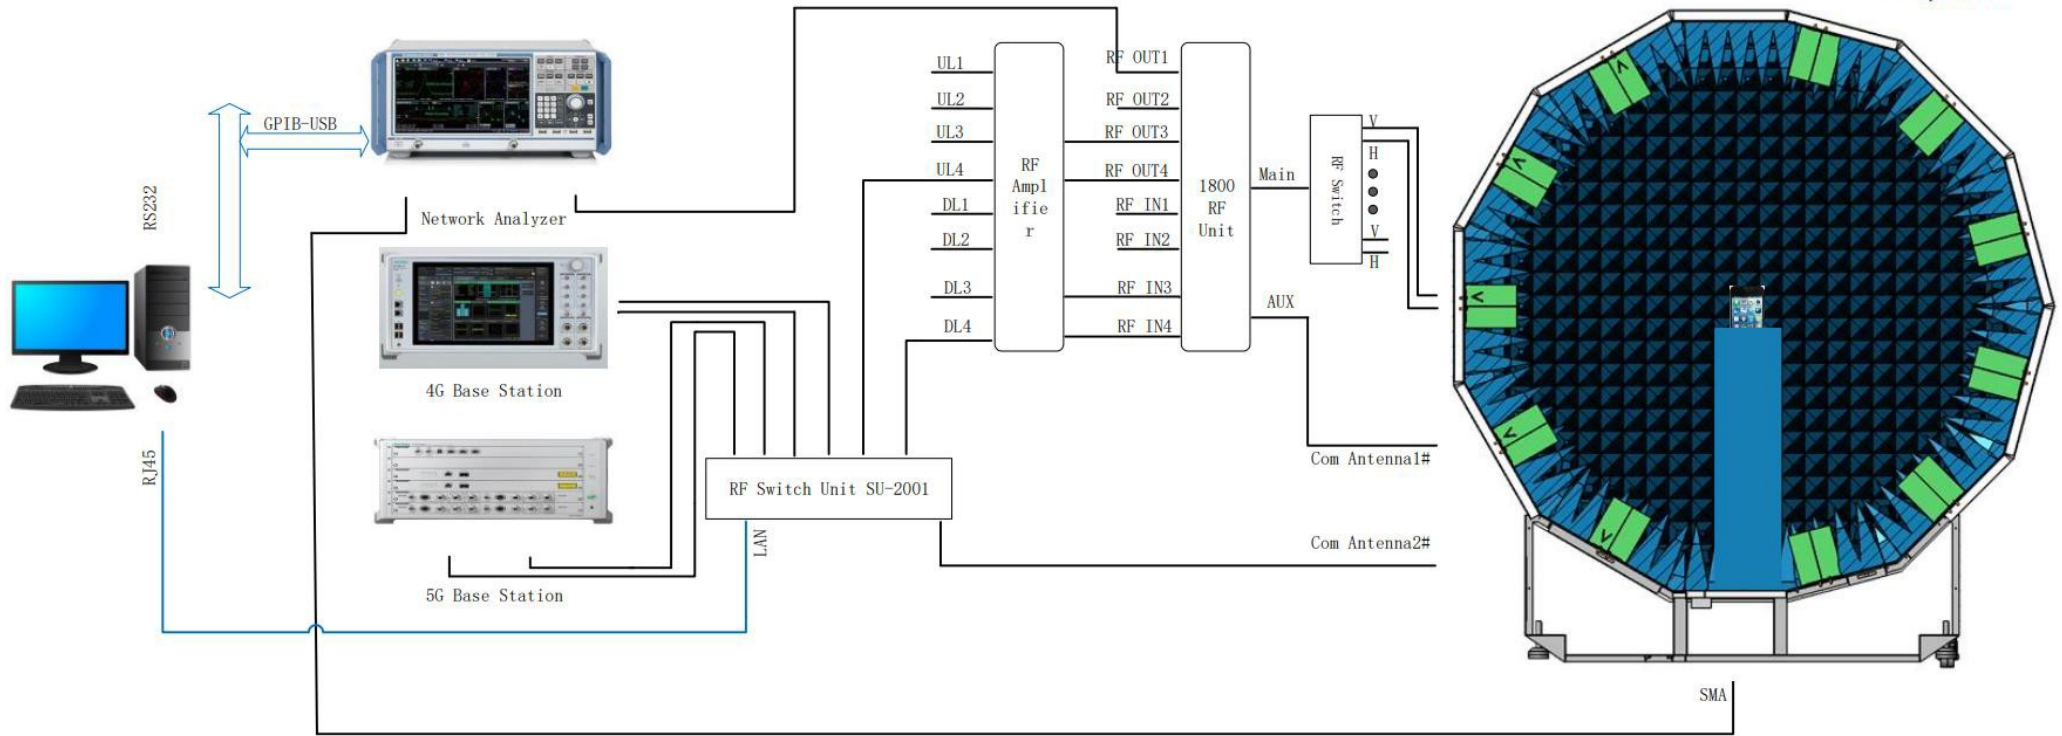 GPIB-USB
RS232
Network Analyzer
4G Base Station
RJ45
5G Base Station
RF Switch Unit SU-2001
LAN
UL1
UL2
UL3
UL4
DL1
DL2
DL3
DL4
RF
Ampl
ifie
r
RF OUT1
RF OUT2
RF OUT3
RF OUT4
RF IN1
RF IN2
RF IN3
RF IN4
1800
RF
Unit
Main
AUX
RF Switch
V
H
V
H
Com Antenna1#
Com Antenna2#
SMA